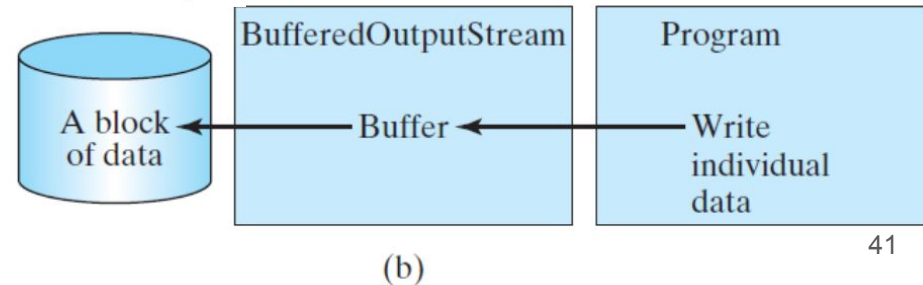 BufferedOutputStream
Program
A block
of data
Buffer
Write
individual
data
41
(b)